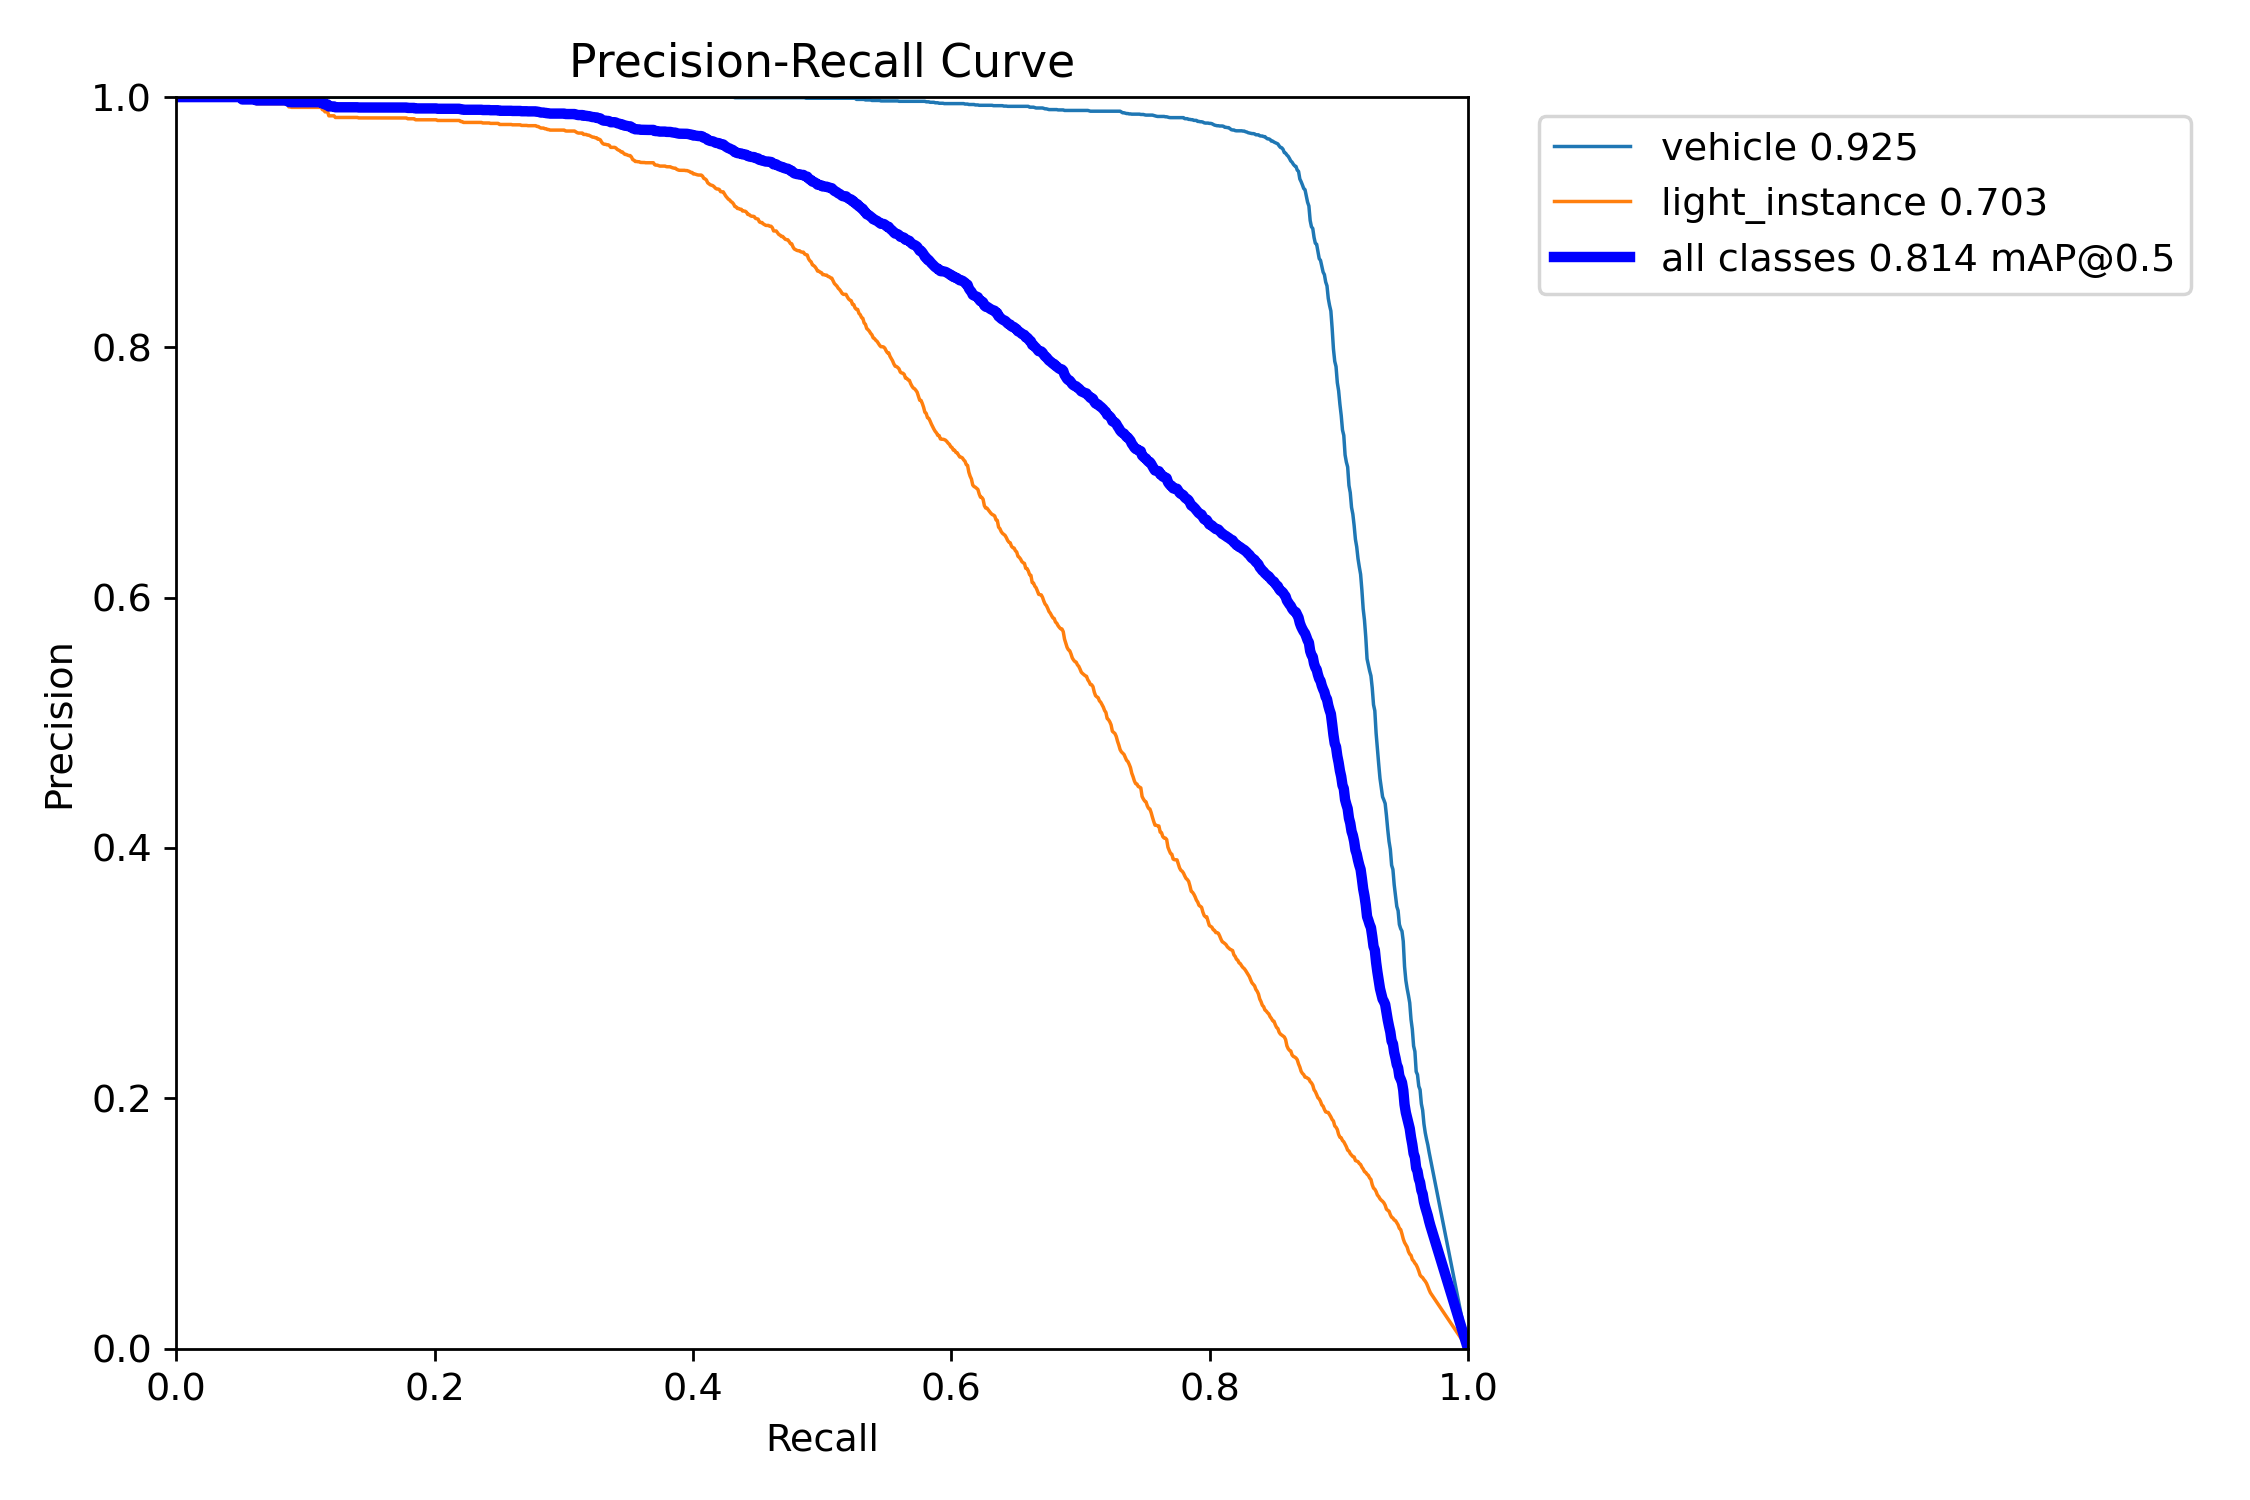 Precision-Recall Curve
vehicle 0.925
light_instance 0.703
all classes 0.814 mAP@0.5
1.0
0.8
0.6
0.4
0.2
0.0
Precision
0.0 0.2 0.4 0.6 0.8 1.0
Recall